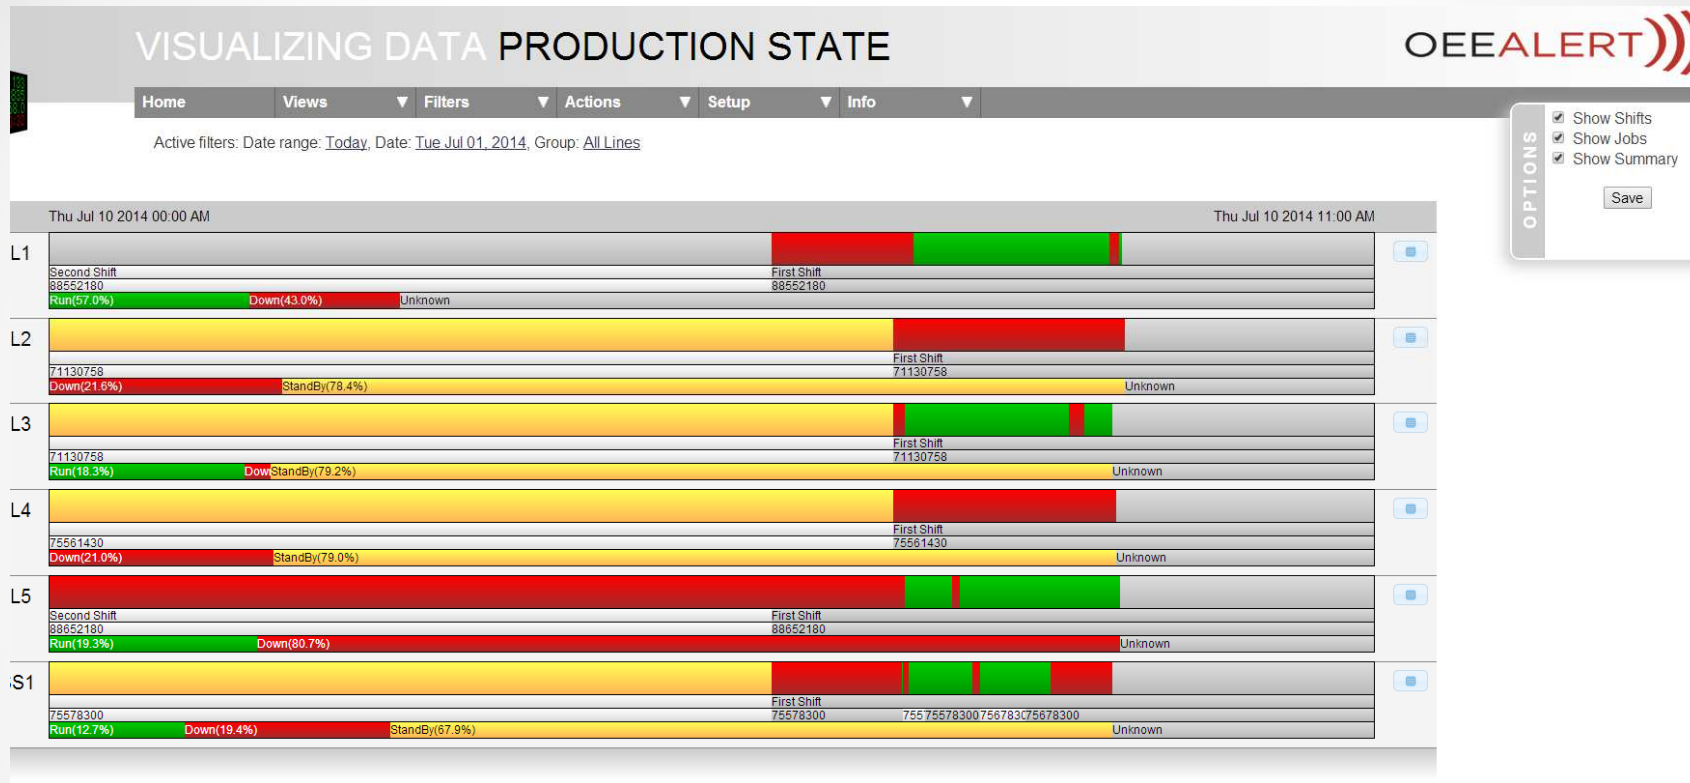 VISUALIZING DATA PRODUCTION STATE
OEEALERT
Home Views Filters Actions Setup Info
Active filters: Date range: Today, Date: Tue Jul 01, 2014, Group: All Lines
OPTIONS
Show Shifts
Show Jobs
Show Summary
Save
Thu Jul 10 2014 00:00 AM Thu Jul 10 2014 11:00 AM
L1
Second Shift First Shift
88552180 88552180
Run(57.0%) Down(43.0%) Unknown
L2
First Shift
71130758 71130758
Down(21.6%) StandBy(78.4%) Unknown
L3
First Shift
71130758 71130758
Run(18.3%) Dow StandBy(79.2%) Unknown
L4
First Shift
75561430 75561430
Down(21.0%) StandBy(79.0%) Unknown
L5
Second Shift First Shift
88652180 88652180
Run(19.3%) Down(80.7%) Unknown
S1
First Shift
75578300 75578300 755 75578300 756783 75678300
Run(12.7%) Down(19.4%) StandBy(67.9%) Unknown